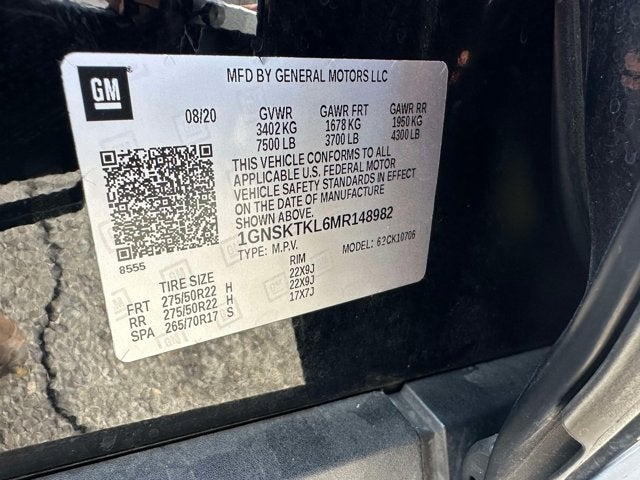 GM
MFD BY GENERAL MOTORS LLC
08/20 GVWR GAWR FRT GAWR RR
3402 KG 1678 KG 1950 KG
7500 LB 3700 LB 4300 LB
THIS VEHICLE CONFORMS TO ALL
APPLICABLE U.S. FEDERAL MOTOR
VEHICLE SAFETY STANDARDS IN EFFECT
ON THE DATE OF MANUFACTURE
SHOWN ABOVE.
1GNSKTKL6MR148982
TYPE: M.P.V. MODEL: 62CK10706
8555
TIRE SIZE RIM
FRT 275/50R22 H 22X9J
RR 275/50R22 H 22X9J
SPA 265/70R17 S 17X7J